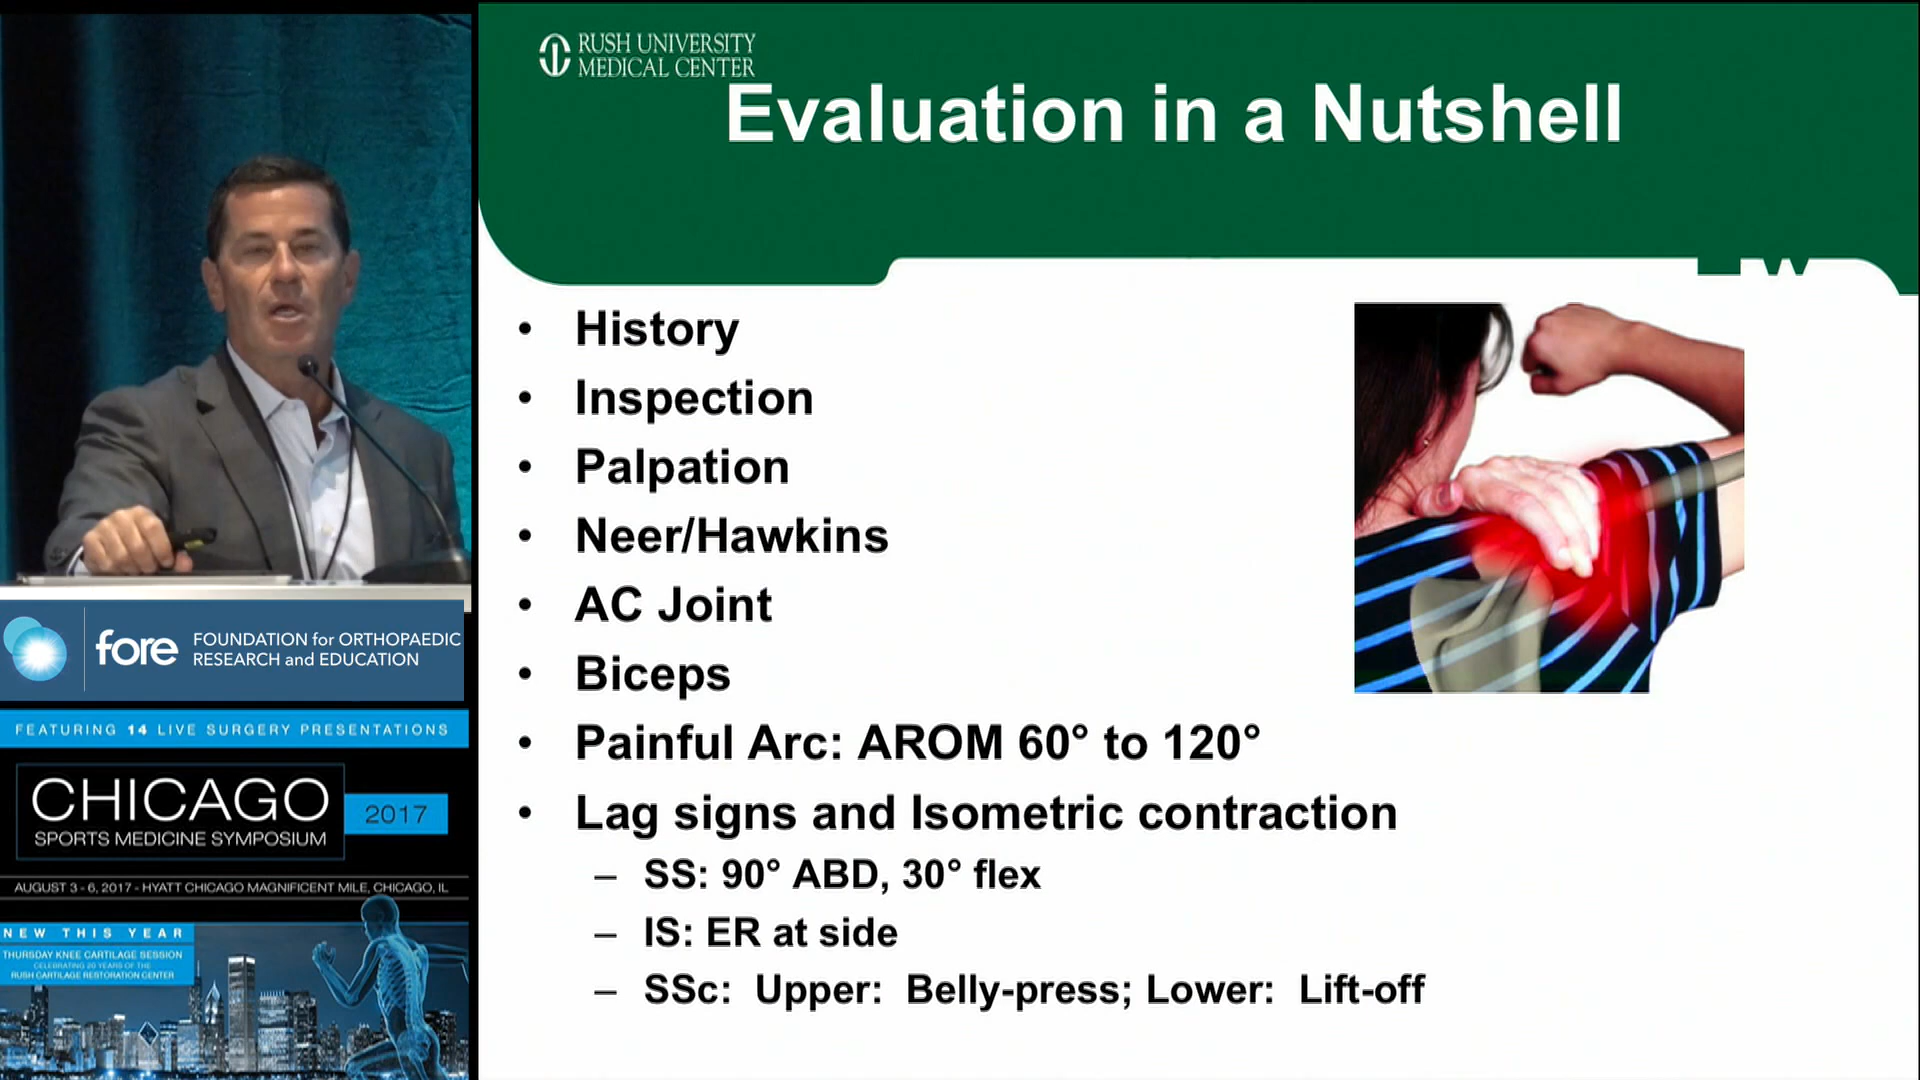 RUSH UNIVERSITY
MEDICAL CENTER
Evaluation in a Nutshell
• History
• Inspection
• Palpation
• Neer/Hawkins
• AC Joint
• Biceps
• Painful Arc: AROM 60° to 120°
• Lag signs and Isometric contraction
– SS: 90° ABD, 30° flex
– IS: ER at side
– SSc: Upper: Belly-press; Lower: Lift-off
fore
FOUNDATION for ORTHOPAEDIC
RESEARCH and EDUCATION
FEATURING 14 LIVE SURGERY PRESENTATIONS
CHICAGO
SPORTS MEDICINE SYMPOSIUM
2017
AUGUST 3 - 6, 2017 - HYATT CHICAGO MAGNIFICENT MILE, CHICAGO, IL
NEW THIS YEAR
THURSDAY KNEE CARTILAGE SESSION
CELEBRATING 20 YEARS OF THE
RUSH CARTILAGE RESTORATION CENTER